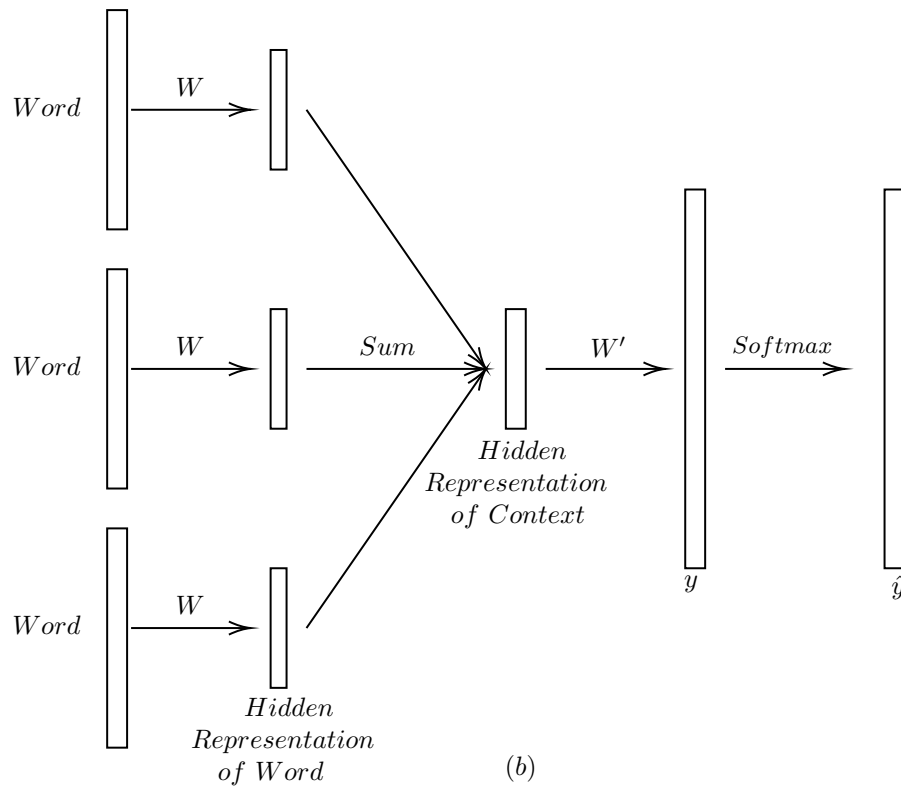 W
Word
W
Word
Sum
W'
Softmax
Hidden
Representation
of Context
y
ŷ
W
Word
Hidden
Representation
of Word
(b)